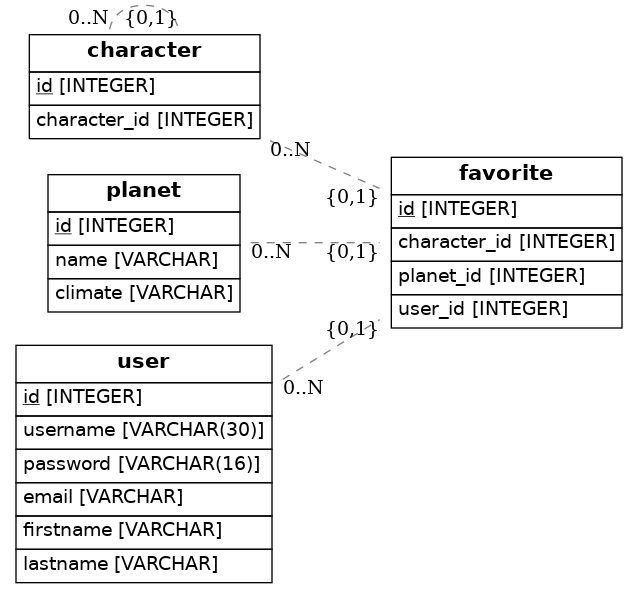 0..N {0,1}
character
id [INTEGER]
character_id [INTEGER]
0..N
{0,1}
planet
id [INTEGER]
name [VARCHAR]
climate [VARCHAR]
0..N {0,1}
favorite
id [INTEGER]
character_id [INTEGER]
planet_id [INTEGER]
user_id [INTEGER]
{0,1}
0..N
user
id [INTEGER]
username [VARCHAR(30)]
password [VARCHAR(16)]
email [VARCHAR]
firstname [VARCHAR]
lastname [VARCHAR]